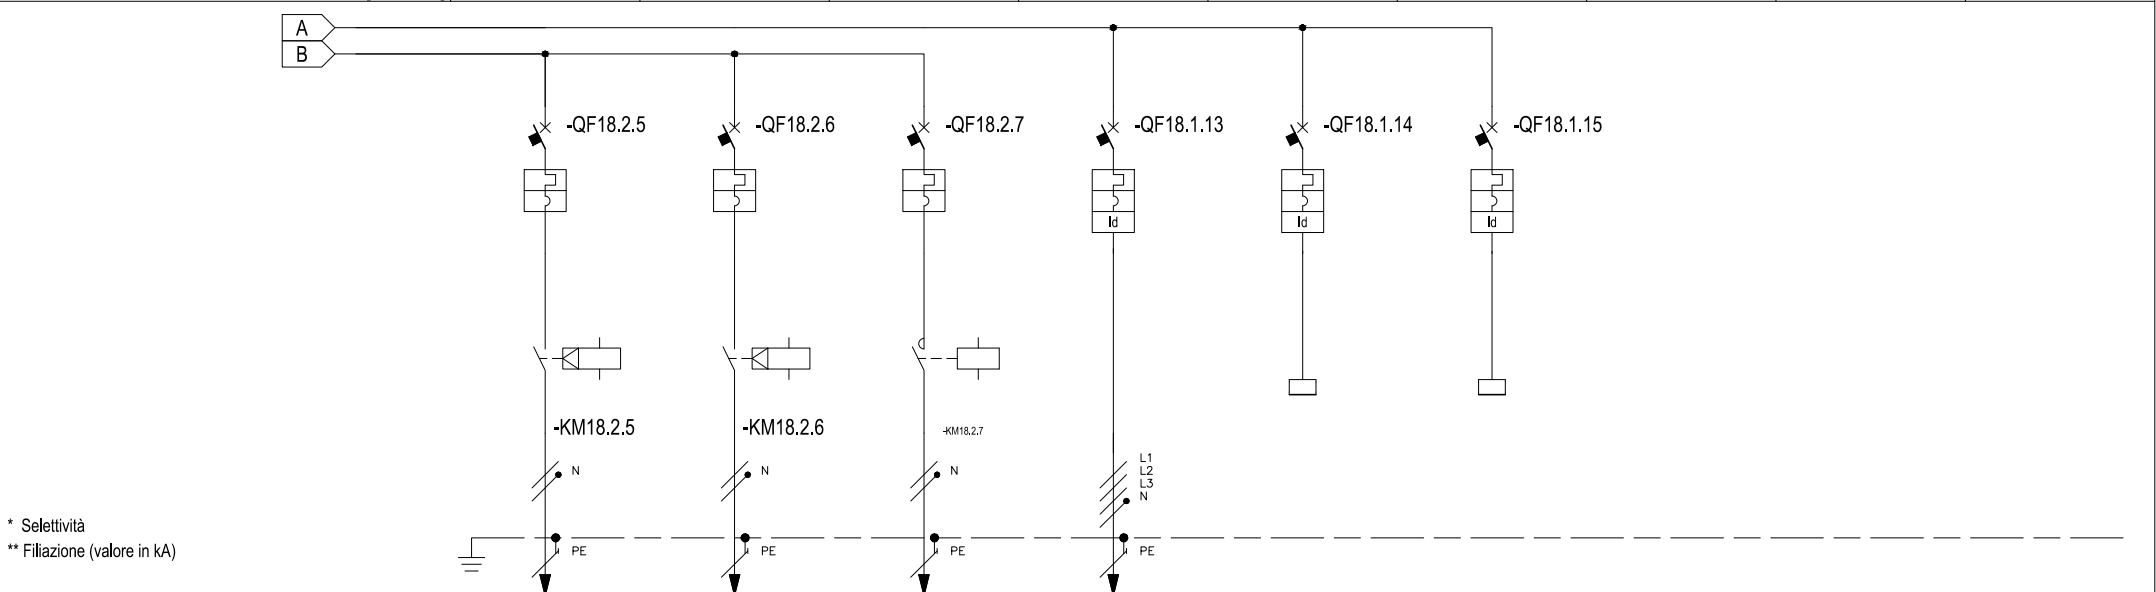 A
B
-QF18.2.5
-QF18.2.6
-QF18.2.7
-QF18.1.13
-QF18.1.14
-QF18.1.15
Id
Id
Id
-KM18.2.5
-KM18.2.6
-KM18.2.7
N
N
N
L1
L2
L3
N
* Selettività
** Filiazione (valore in kA)
PE
PE
PE
PE